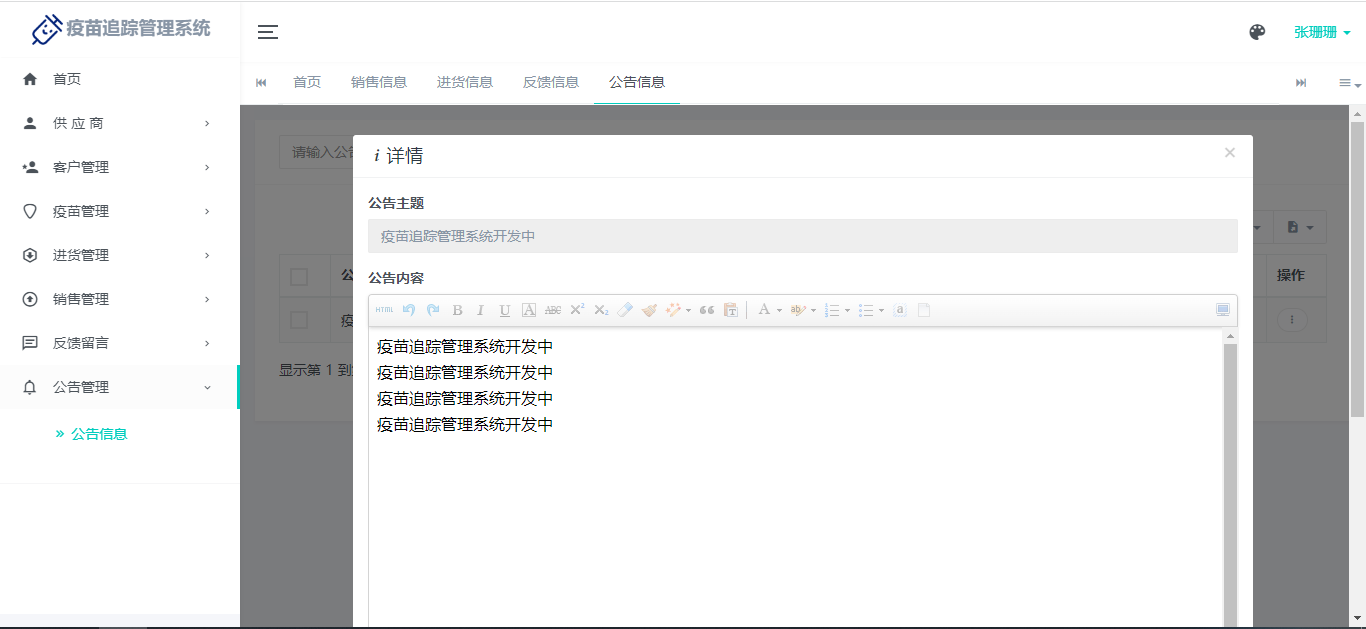 疫苗追踪管理系统
张珊珊
首页
供 应 商
客户管理
疫苗管理
进货管理
销售管理
反馈留言
公告管理
» 公告信息
首页 销售信息 进货信息 反馈信息 公告信息
请输入公告
公
操作
疫
显示第 1 到
i 详情
×
公告主题
疫苗追踪管理系统开发中
公告内容
HTML B I U A ABC X² X₂ A ab a
疫苗追踪管理系统开发中
疫苗追踪管理系统开发中
疫苗追踪管理系统开发中
疫苗追踪管理系统开发中